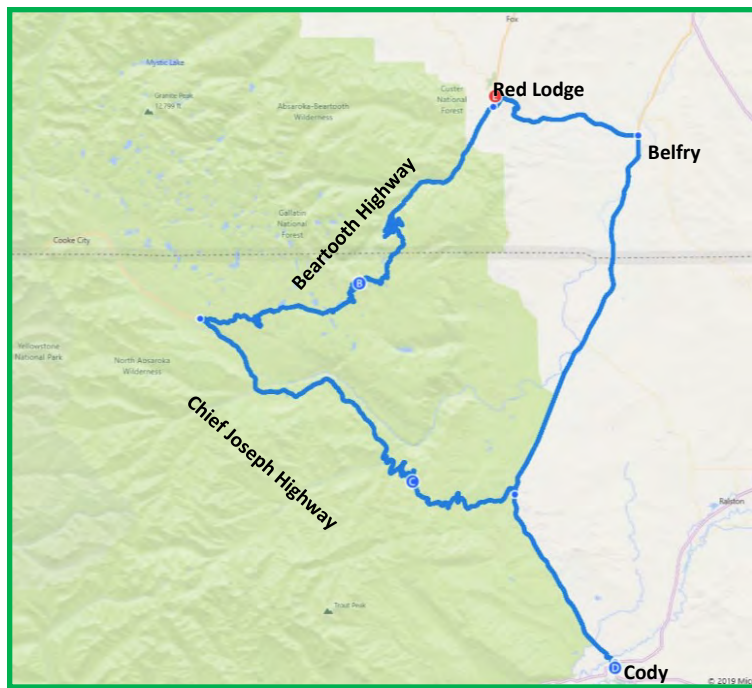 Fox
Mystic Lake
Granite Peak
12,799 ft
Absaroka-Beartooth
Wilderness
Custer
National
Forest
Red Lodge
Belfry
Beartooth Highway
Gallatin
National
Forest
Cooke City
B
Yellowstone
National Park
North Absaroka
Wilderness
Chief Joseph Highway
C
Ralston
Trout Peak
D
Cody
© 2019 Mic